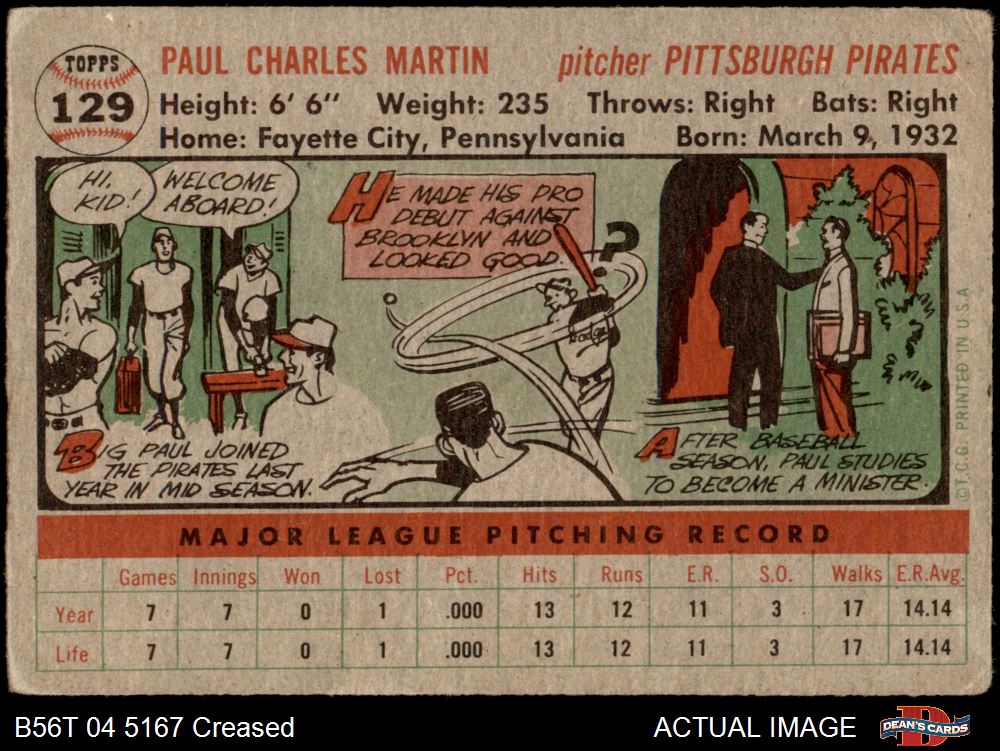 TOPPS
129
PAUL CHARLES MARTIN pitcher PITTSBURGH PIRATES
Height: 6' 6" Weight: 235 Throws: Right Bats: Right
Home: Fayette City, Pennsylvania Born: March 9, 1932
HI, KID!
WELCOME
ABOARD!
BIG PAUL JOINED
THE PIRATES LAST
YEAR IN MID SEASON.
HE MADE HIS PRO
DEBUT AGAINST
BROOKLYN AND
LOOKED GOOD.
?
Dodgers
AFTER BASEBALL
SEASON, PAUL STUDIES
TO BECOME A MINISTER.
©T.C.G. PRINTED IN U.S.A.
MAJOR LEAGUE PITCHING RECORD
Games Innings Won Lost Pct. Hits Runs E.R. S.O. Walks E.R.Avg.
Year 7 7 0 1 .000 13 12 11 3 17 14.14
Life 7 7 0 1 .000 13 12 11 3 17 14.14
B56T 04 5167 Creased ACTUAL IMAGE
DEAN'S CARDS